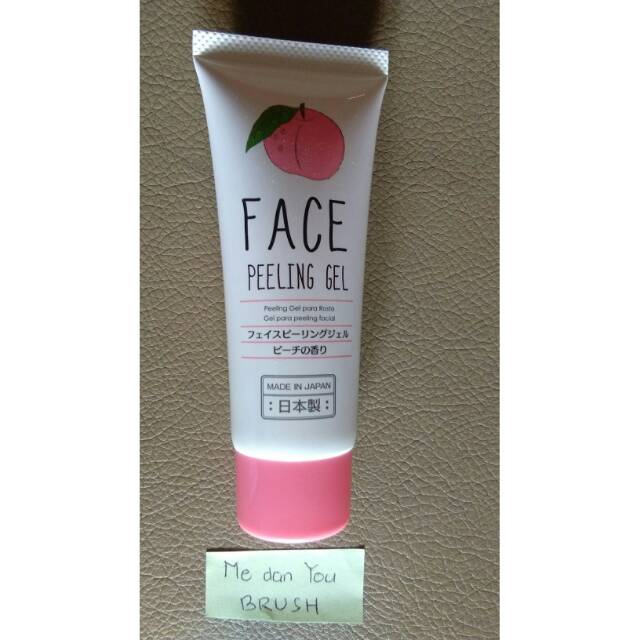 FACE
PEELING GEL
Peeling Gel para Rosto
Gel para peeling facial
フェイスピーリングジェル
ピーチの香り
MADE IN JAPAN
:日本製:
Me dan You
BRUSH